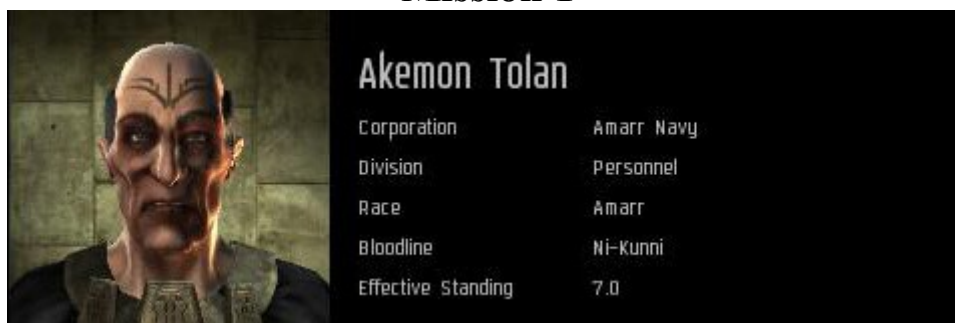 Akemon Tolan
Corporation Amarr Navy
Division Personnel
Race Amarr
Bloodline Ni-Kunni
Effective Standing 7.0